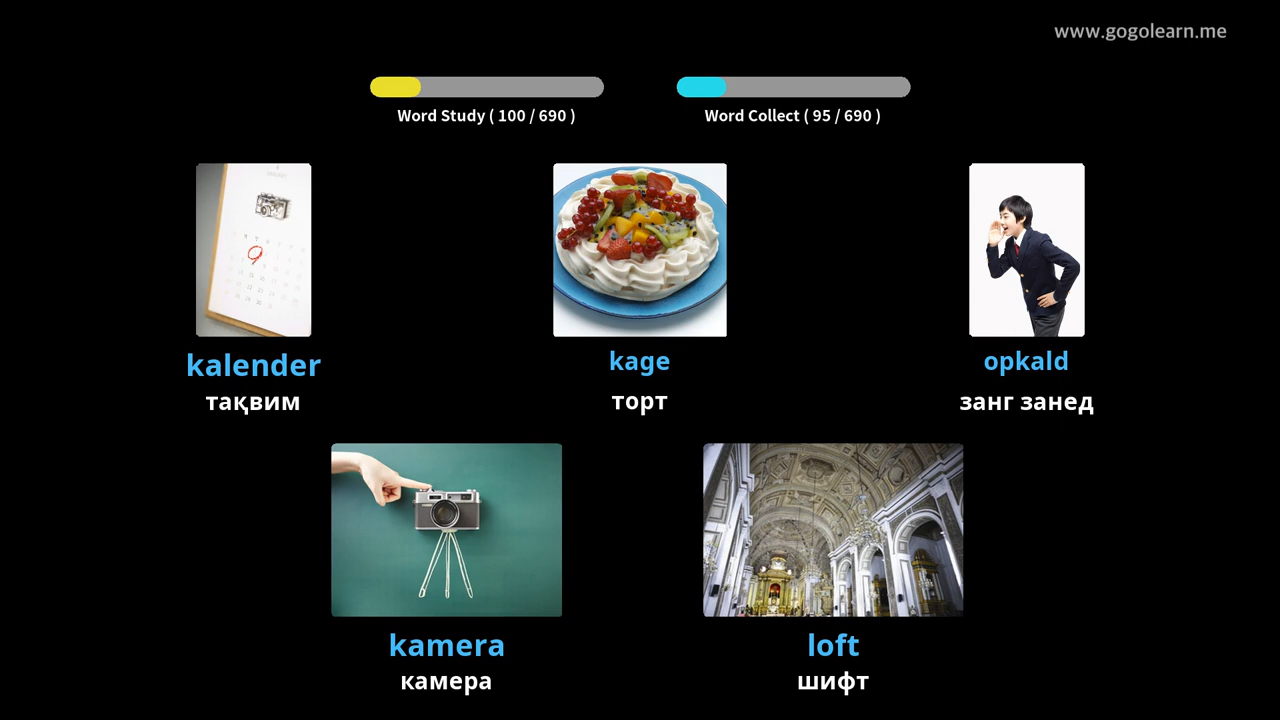 www.gogolearn.me
Word Study ( 100 / 690 )
Word Collect ( 95 / 690 )
kalender
тақвим
kage
торт
opkald
занг занед
kamera
камера
loft
шифт